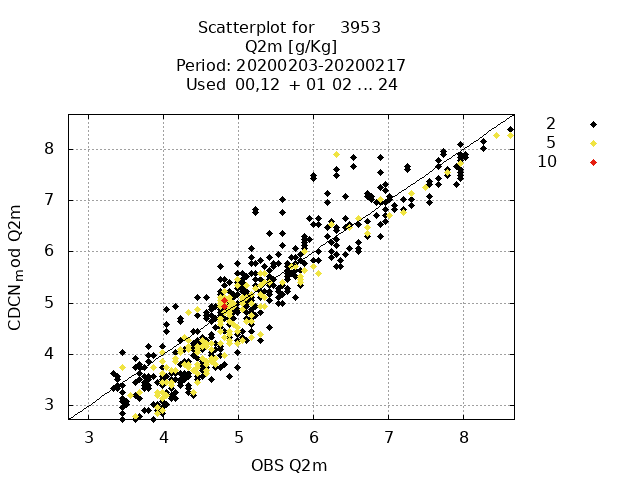 Scatterplot for 3953
Q2m [g/Kg]
Period: 20200203-20200217
Used 00,12 + 01 02 ... 24
2
5
10
8
7
6
5
4
3
CDCNmod Q2m
3 4 5 6 7 8
OBS Q2m